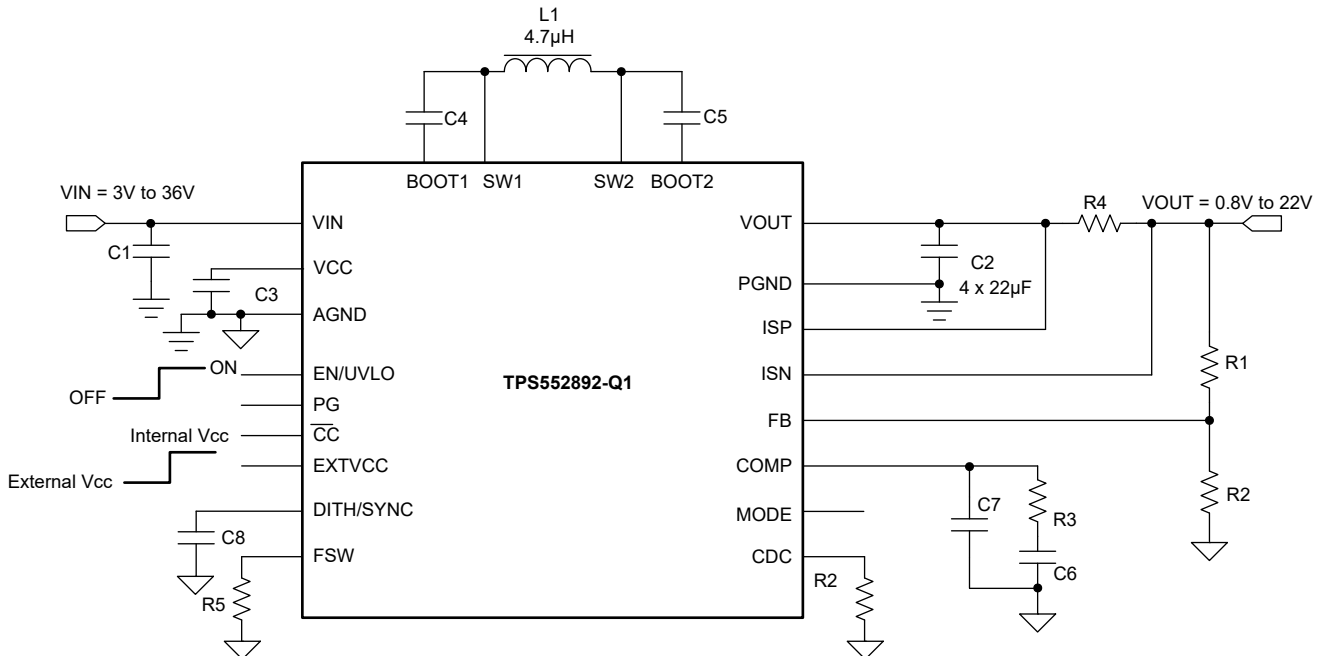 L1
4.7µH
C4
C5
BOOT1 SW1 SW2 BOOT2
VIN = 3V to 36V
C1
VIN
VCC
C3
AGND
ON
OFF
EN/UVLO
PG
Internal Vcc
CC
External Vcc
EXTVCC
DITH/SYNC
C8
FSW
R5
TPS552892-Q1
VOUT
R4
VOUT = 0.8V to 22V
C2
4 x 22µF
PGND
ISP
ISN
R1
FB
COMP
C7
R3
R2
MODE
CDC
C6
R2